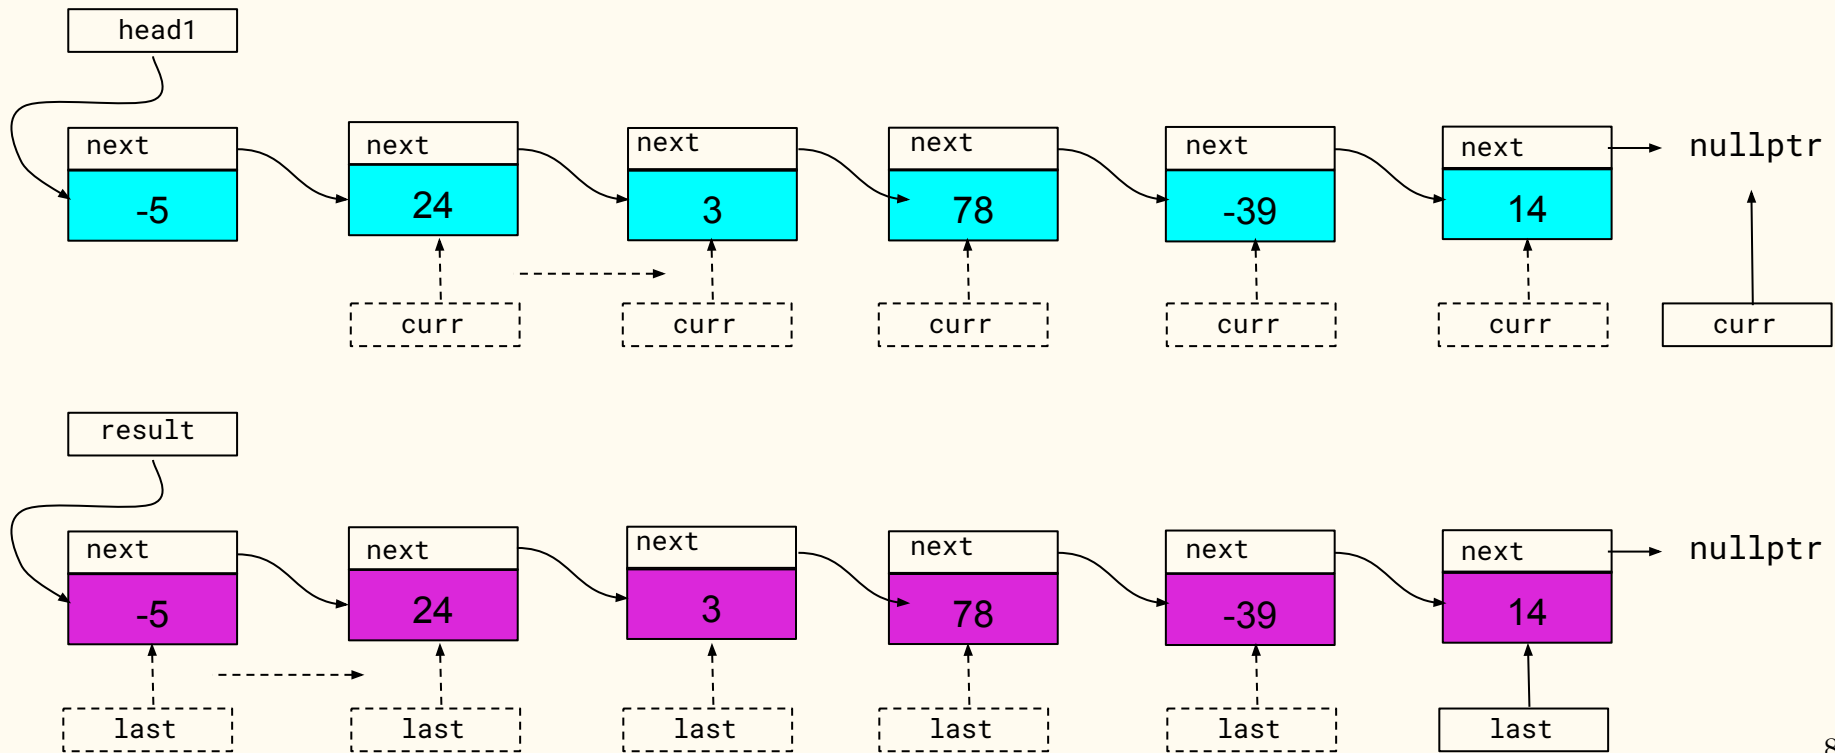 head1
next next next next next next nullptr
-5 24 3 78 -39 14
curr curr curr curr curr curr
result
next next next next next next nullptr
-5 24 3 78 -39 14
last last last last last last